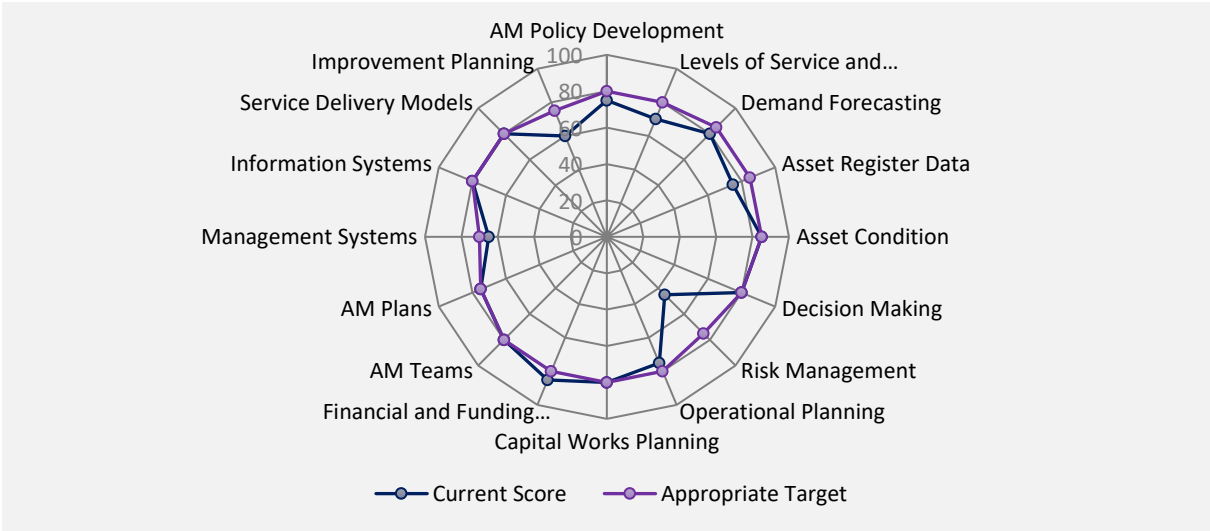 AM Policy Development
Levels of Service and...
Demand Forecasting
Asset Register Data
Asset Condition
Decision Making
Risk Management
Operational Planning
Capital Works Planning
Financial and Funding...
AM Teams
AM Plans
Management Systems
Information Systems
Service Delivery Models
Improvement Planning
100
80
60
40
20
0
Current Score
Appropriate Target